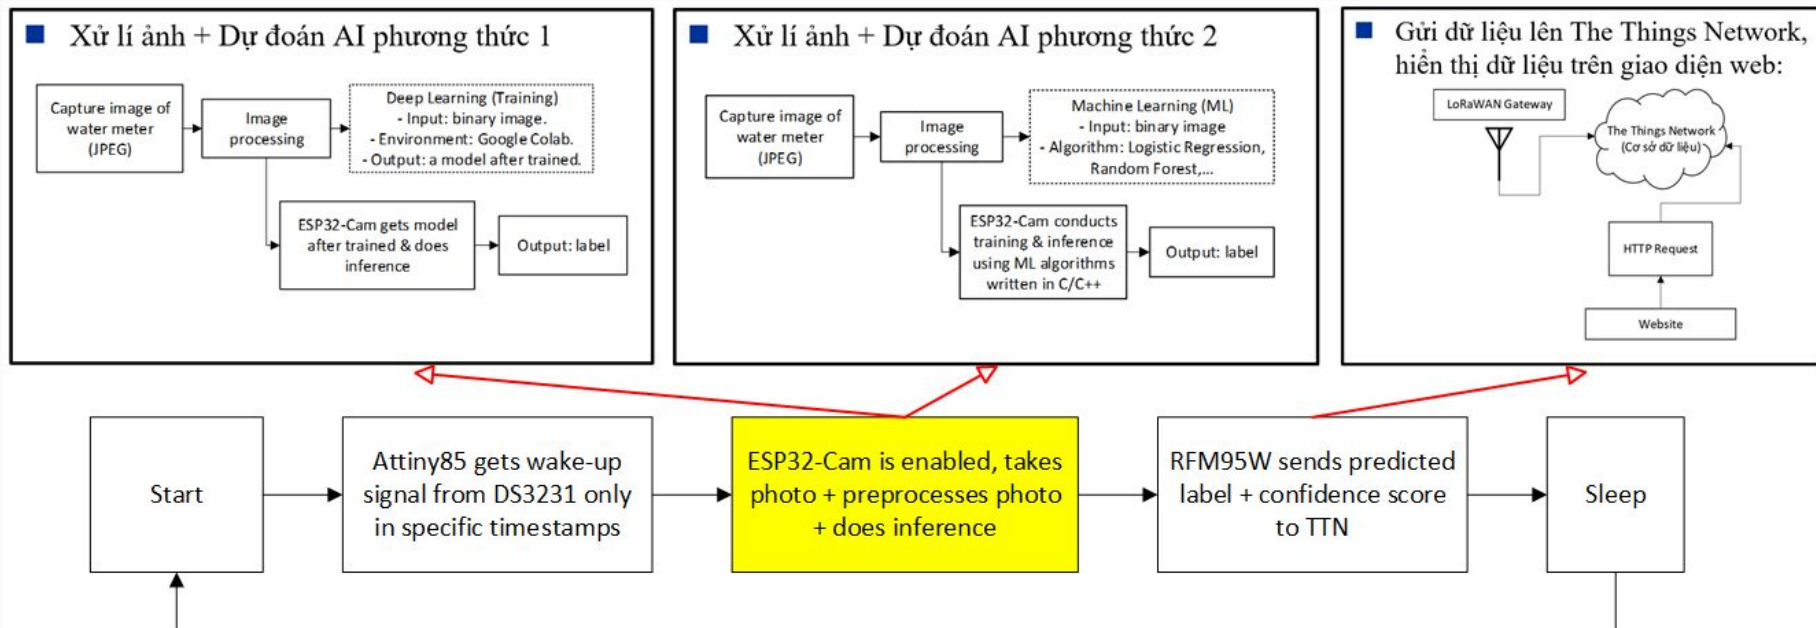 Xử lí ảnh + Dự đoán AI phương thức 1
Capture image of
water meter
(JPEG)
Image
processing
Deep Learning (Training)
- Input: binary image.
- Environment: Google Colab.
- Output: a model after trained.
ESP32-Cam gets model
after trained & does
inference
Output: label
Xử lí ảnh + Dự đoán AI phương thức 2
Capture image of
water meter
(JPEG)
Image
processing
Machine Learning (ML)
- Input: binary image
- Algorithm: Logistic Regression,
Random Forest,...
ESP32-Cam conducts
training & inference
using ML algorithms
written in C/C++
Output: label
Gửi dữ liệu lên The Things Network,
hiển thị dữ liệu trên giao diện web:
LoRaWAN Gateway
The Things Network
(Cơ sở dữ liệu)
HTTP Request
Website
Start
Attiny85 gets wake-up
signal from DS3231 only
in specific timestamps
ESP32-Cam is enabled, takes
photo + preprocesses photo
+ does inference
RFM95W sends predicted
label + confidence score
to TTN
Sleep